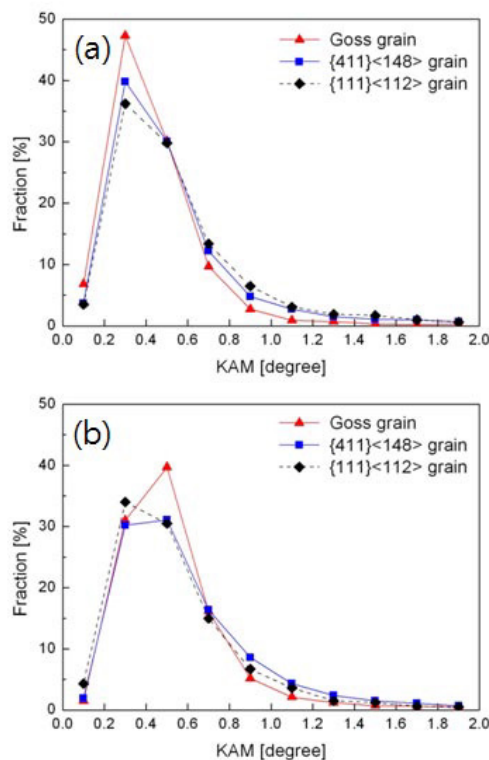 (a)
Goss grain
{411}<148> grain
{111}<112> grain
Fraction [%]
50
40
30
20
10
0
0.0 0.2 0.4 0.6 0.8 1.0 1.2 1.4 1.6 1.8 2.0
KAM [degree]
(b)
Goss grain
{411}<148> grain
{111}<112> grain
Fraction [%]
50
40
30
20
10
0
0.0 0.2 0.4 0.6 0.8 1.0 1.2 1.4 1.6 1.8 2.0
KAM [degree]